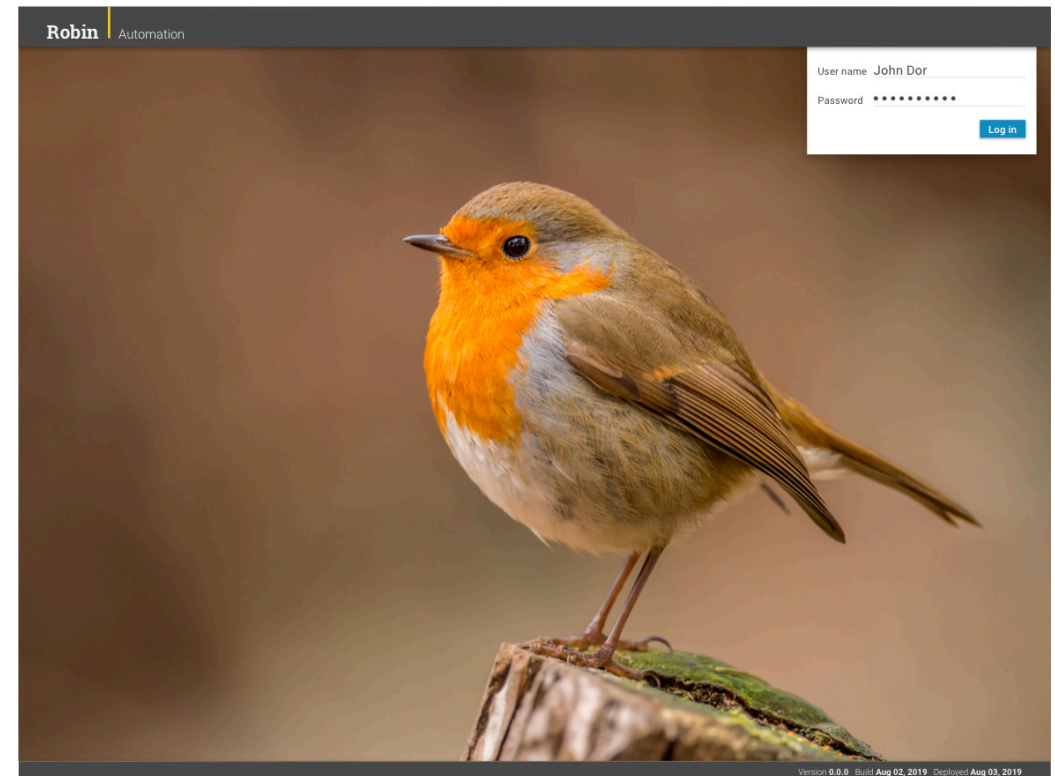 Robin Automation
User name John Dor
Password ••••••••••
Log in
Version 0.0.0 Build Aug 02, 2019 Deployed Aug 03, 2019